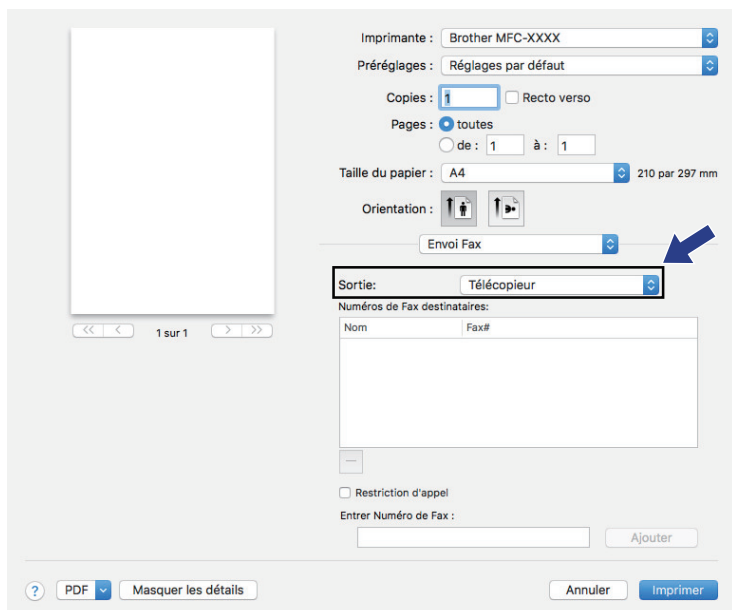 Imprimante : Brother MFC-XXXX
Préréglages : Réglages par défaut
Copies : 1 Recto verso
Pages : toutes
de : 1 à : 1
Taille du papier : A4 210 par 297 mm
Orientation :
Envoi Fax
Sortie: Télécopieur
Numéros de Fax destinataires:
Nom Fax#
<< < 1 sur 1 > >>
Restriction d'appel
Entrer Numéro de Fax :
Ajouter
? PDF Masquer les détails Annuler Imprimer